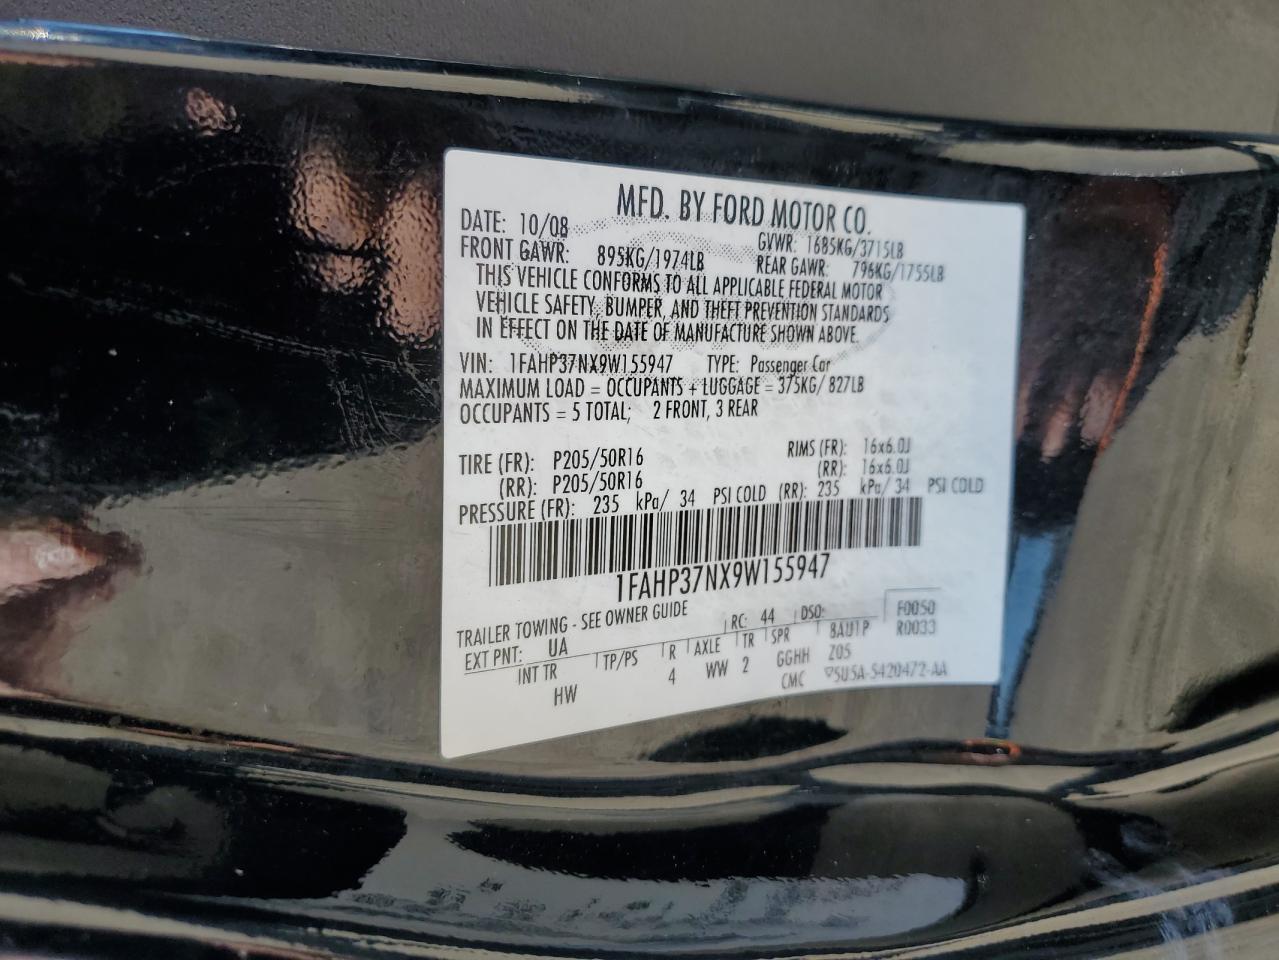 MFD. BY FORD MOTOR CO.
DATE: 10/08 GVWR: 1685KG/3715LB
FRONT GAWR: 895KG/1974LB REAR GAWR: 796KG/1755LB
THIS VEHICLE CONFORMS TO ALL APPLICABLE FEDERAL MOTOR
VEHICLE SAFETY, BUMPER, AND THEFT PREVENTION STANDARDS
IN EFFECT ON THE DATE OF MANUFACTURE SHOWN ABOVE.
VIN: 1FAHP37NX9W155947 TYPE: Passenger Car
MAXIMUM LOAD = OCCUPANTS + LUGGAGE = 375KG/ 827LB
OCCUPANTS = 5 TOTAL; 2 FRONT, 3 REAR
TIRE (FR): P205/50R16 RIMS (FR): 16x6.0J
(RR): P205/50R16 (RR): 16x6.0J
PRESSURE (FR): 235 kPa/ 34 PSI COLD (RR): 235 kPa/ 34 PSI COLD
1FAHP37NX9W155947
TRAILER TOWING - SEE OWNER GUIDE F0050
EXT PNT: UA RC: 44 DSO: R0033
INT TR TP/PS R AXLE TR SPR BAU1P
HW 4 WW 2 GGHH Z05
CMC 5U5A-5420472-AA